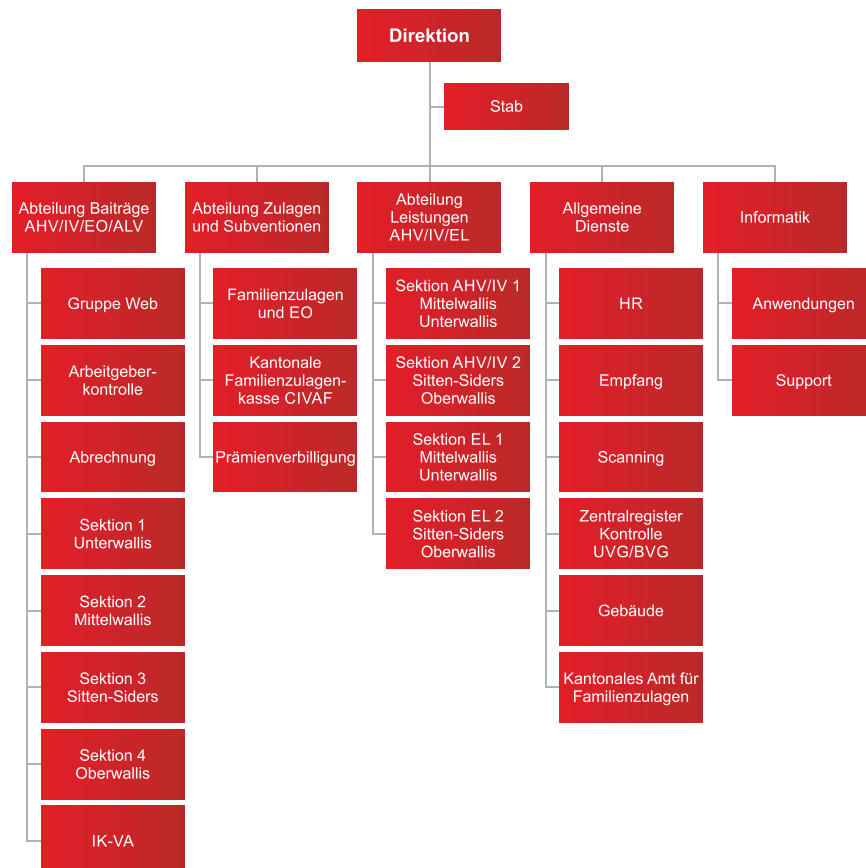 Direktion
Stab
Abteilung Baiträge
AHV/IV/EO/ALV
Gruppe Web
Arbeitgeber-
kontrolle
Abrechnung
Sektion 1
Unterwallis
Sektion 2
Mittelwallis
Sektion 3
Sitten-Siders
Sektion 4
Oberwallis
IK-VA
Abteilung Zulagen
und Subventionen
Familienzulagen
und EO
Kantonale
Familienzulagen-
kasse CIVAF
Prämienverbilligung
Abteilung
Leistungen
AHV/IV/EL
Sektion AHV/IV 1
Mittelwallis
Unterwallis
Sektion AHV/IV 2
Sitten-Siders
Oberwallis
Sektion EL 1
Mittelwallis
Unterwallis
Sektion EL 2
Sitten-Siders
Oberwallis
Allgemeine
Dienste
HR
Empfang
Scanning
Zentralregister
Kontrolle
UVG/BVG
Gebäude
Kantonales Amt für
Familienzulagen
Informatik
Anwendungen
Support